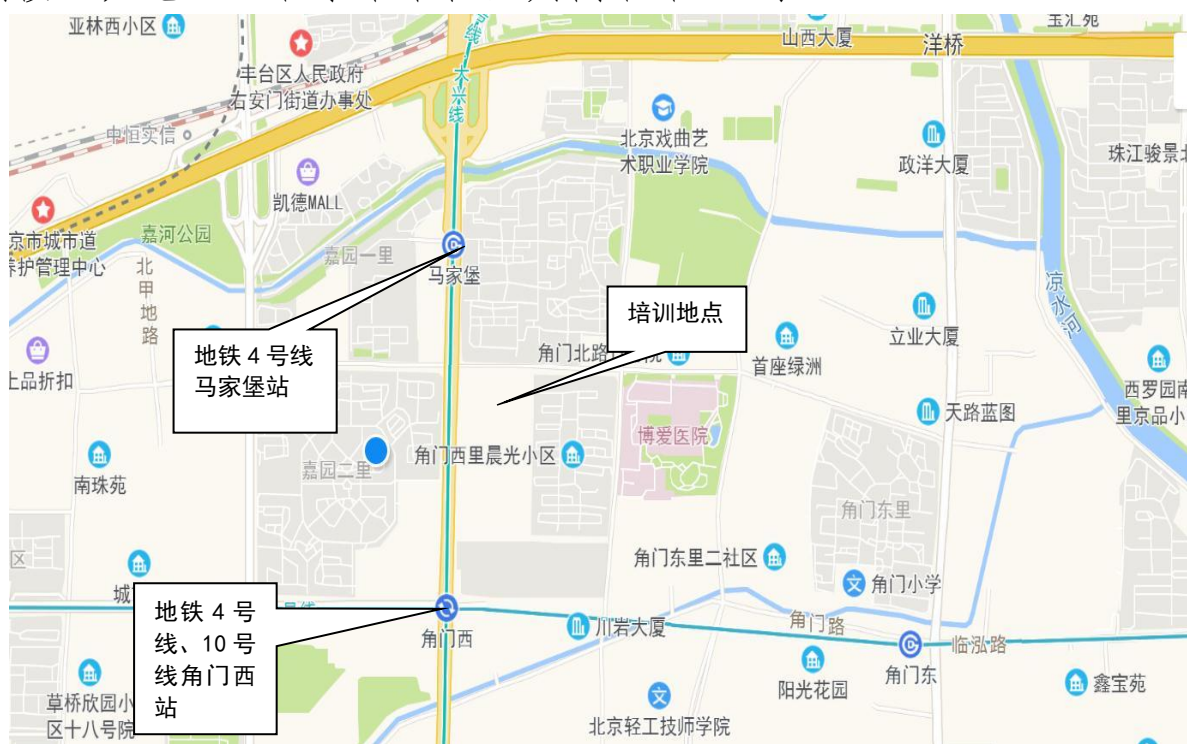 亚林西小区
号线
山西大厦
洋桥
宝汇苑
丰台区人民政府
右安门街道办事处
大兴线
中恒实信
北京戏曲艺
术职业学院
政洋大厦
珠江骏景
凯德MALL
京市城市道
养护管理中心
嘉河公园
北甲地路
嘉园一里
马家堡
凉水河
培训地点
地铁 4 号线
马家堡站
立业大厦
角门北路
院
首座绿洲
上品折扣
西罗园南
里京品小
天路蓝图
博爱医院
角门西里晨光小区
嘉园二里
南珠苑
角门东里
区
角门东里二社区
城
角门小学
地铁 4 号
线、10 号
线角门西
站
号线
角门西
川岩大厦
角门路
临泓路
角门东
草桥欣园小
区十八号院
阳光花园
鑫宝苑
北京轻工技师学院